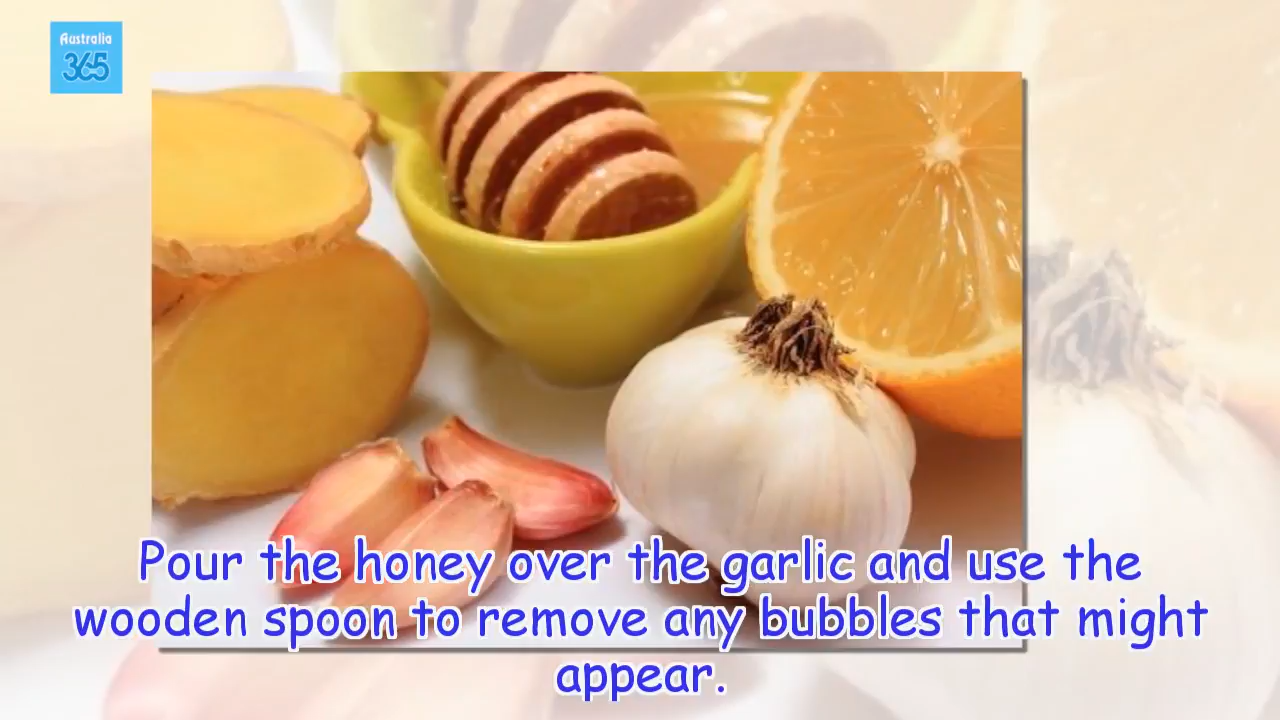 Australia
365
Pour the honey over the garlic and use the
wooden spoon to remove any bubbles that might
appear.